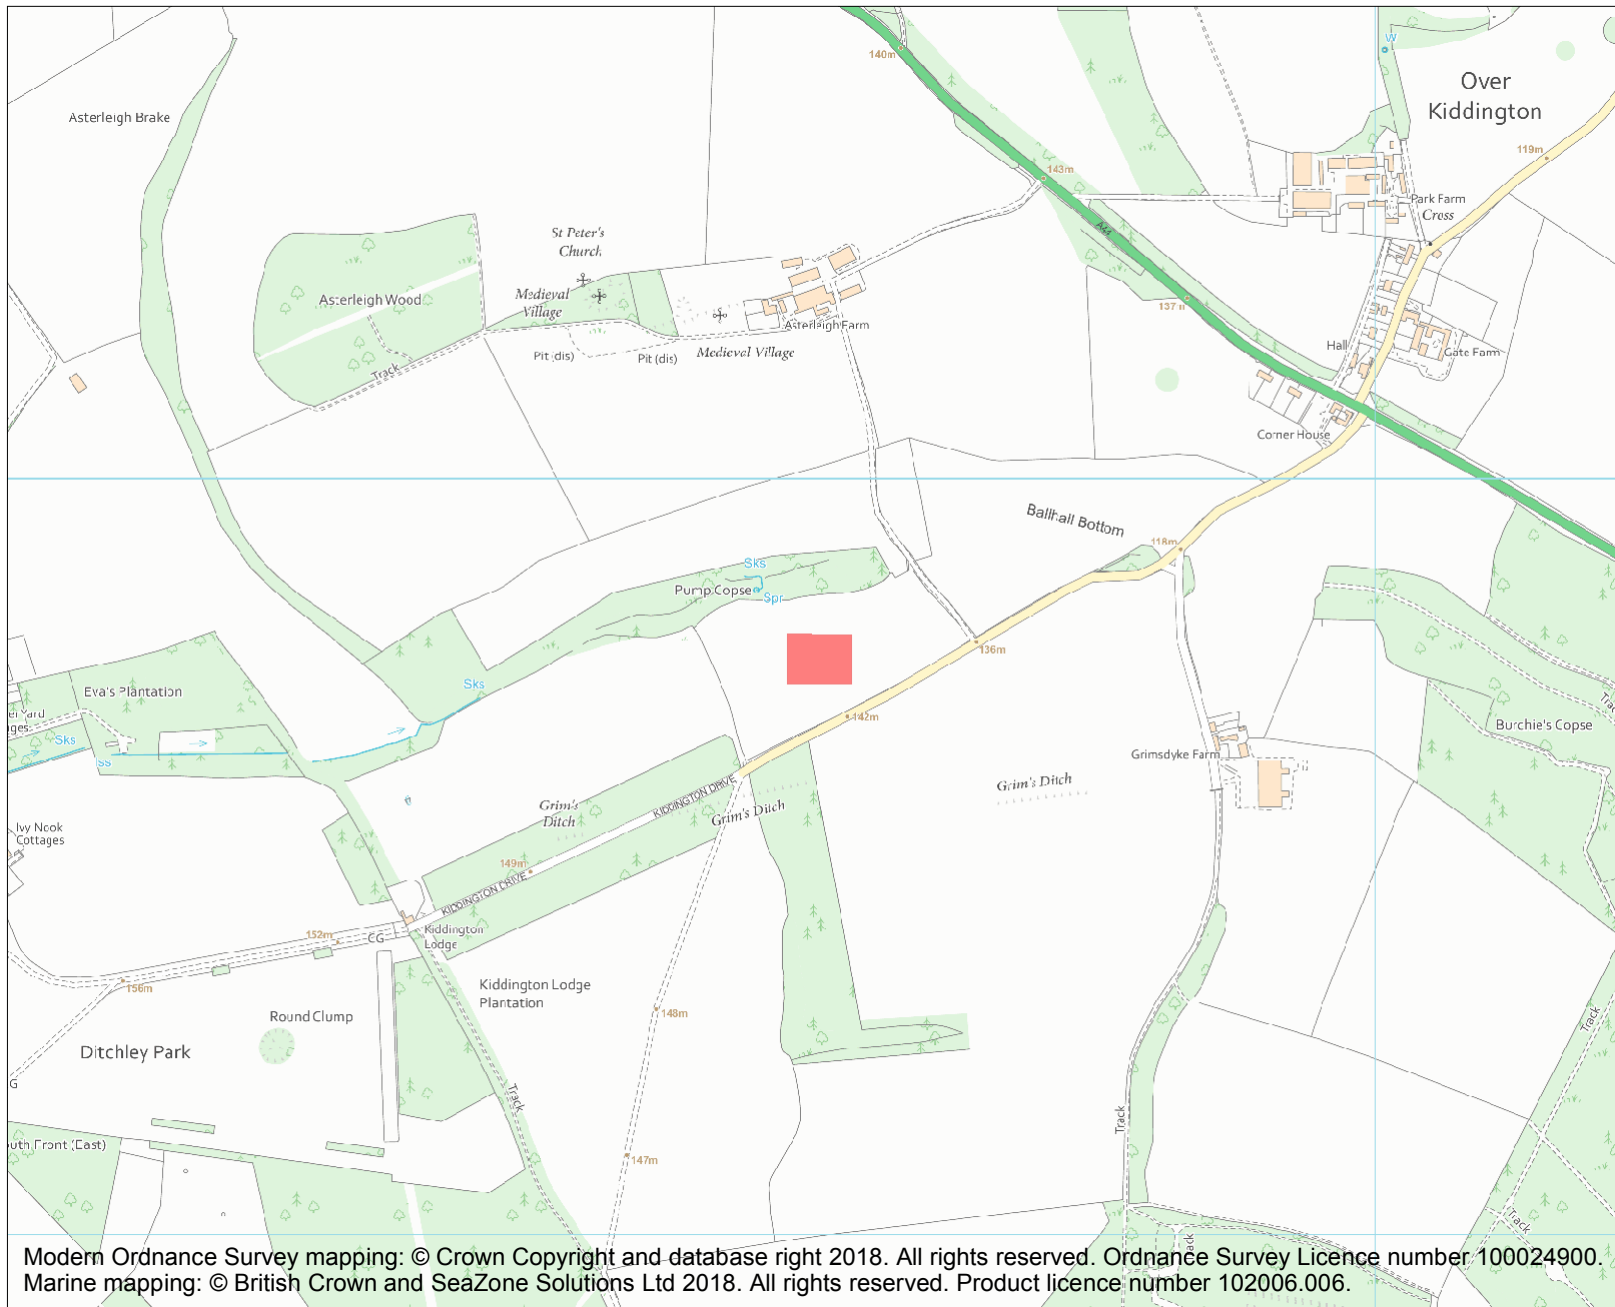 140m
W
Over
Kiddington
Asterleigh Brake
119m
143m
Park Farm
Cross
A44
St Peter's
Church
Medieval
Village
Asterleigh Wood
137m
Asterleigh Farm
Hall
Gate Farm
Pit (dis)
Pit (dis)
Medieval Village
Track
Corner House
Ballhall Bottom
118m
Sks
Pump Copse
Spr
136m
Sks
Eva's Plantation
Sks
Iss
142m
Burchie's Copse
Grimsdyke Farm
Grim's Ditch
KIDDINGTON DRIVE
Grim's
Ditch
Grim's Ditch
Ivy Nook
Cottages
149m
KIDDINGTON DRIVE
152m
CG
Kiddington
Lodge
156m
Kiddington Lodge
Plantation
148m
Round Clump
Ditchley Park
G
Track
Track
Track
outh Front (East)
147m
Track
Track
Modern Ordnance Survey mapping: © Crown Copyright and database right 2018. All rights reserved. Ordnance Survey Licence number 100024900.
Marine mapping: © British Crown and SeaZone Solutions Ltd 2018. All rights reserved. Product licence number 102006.006.